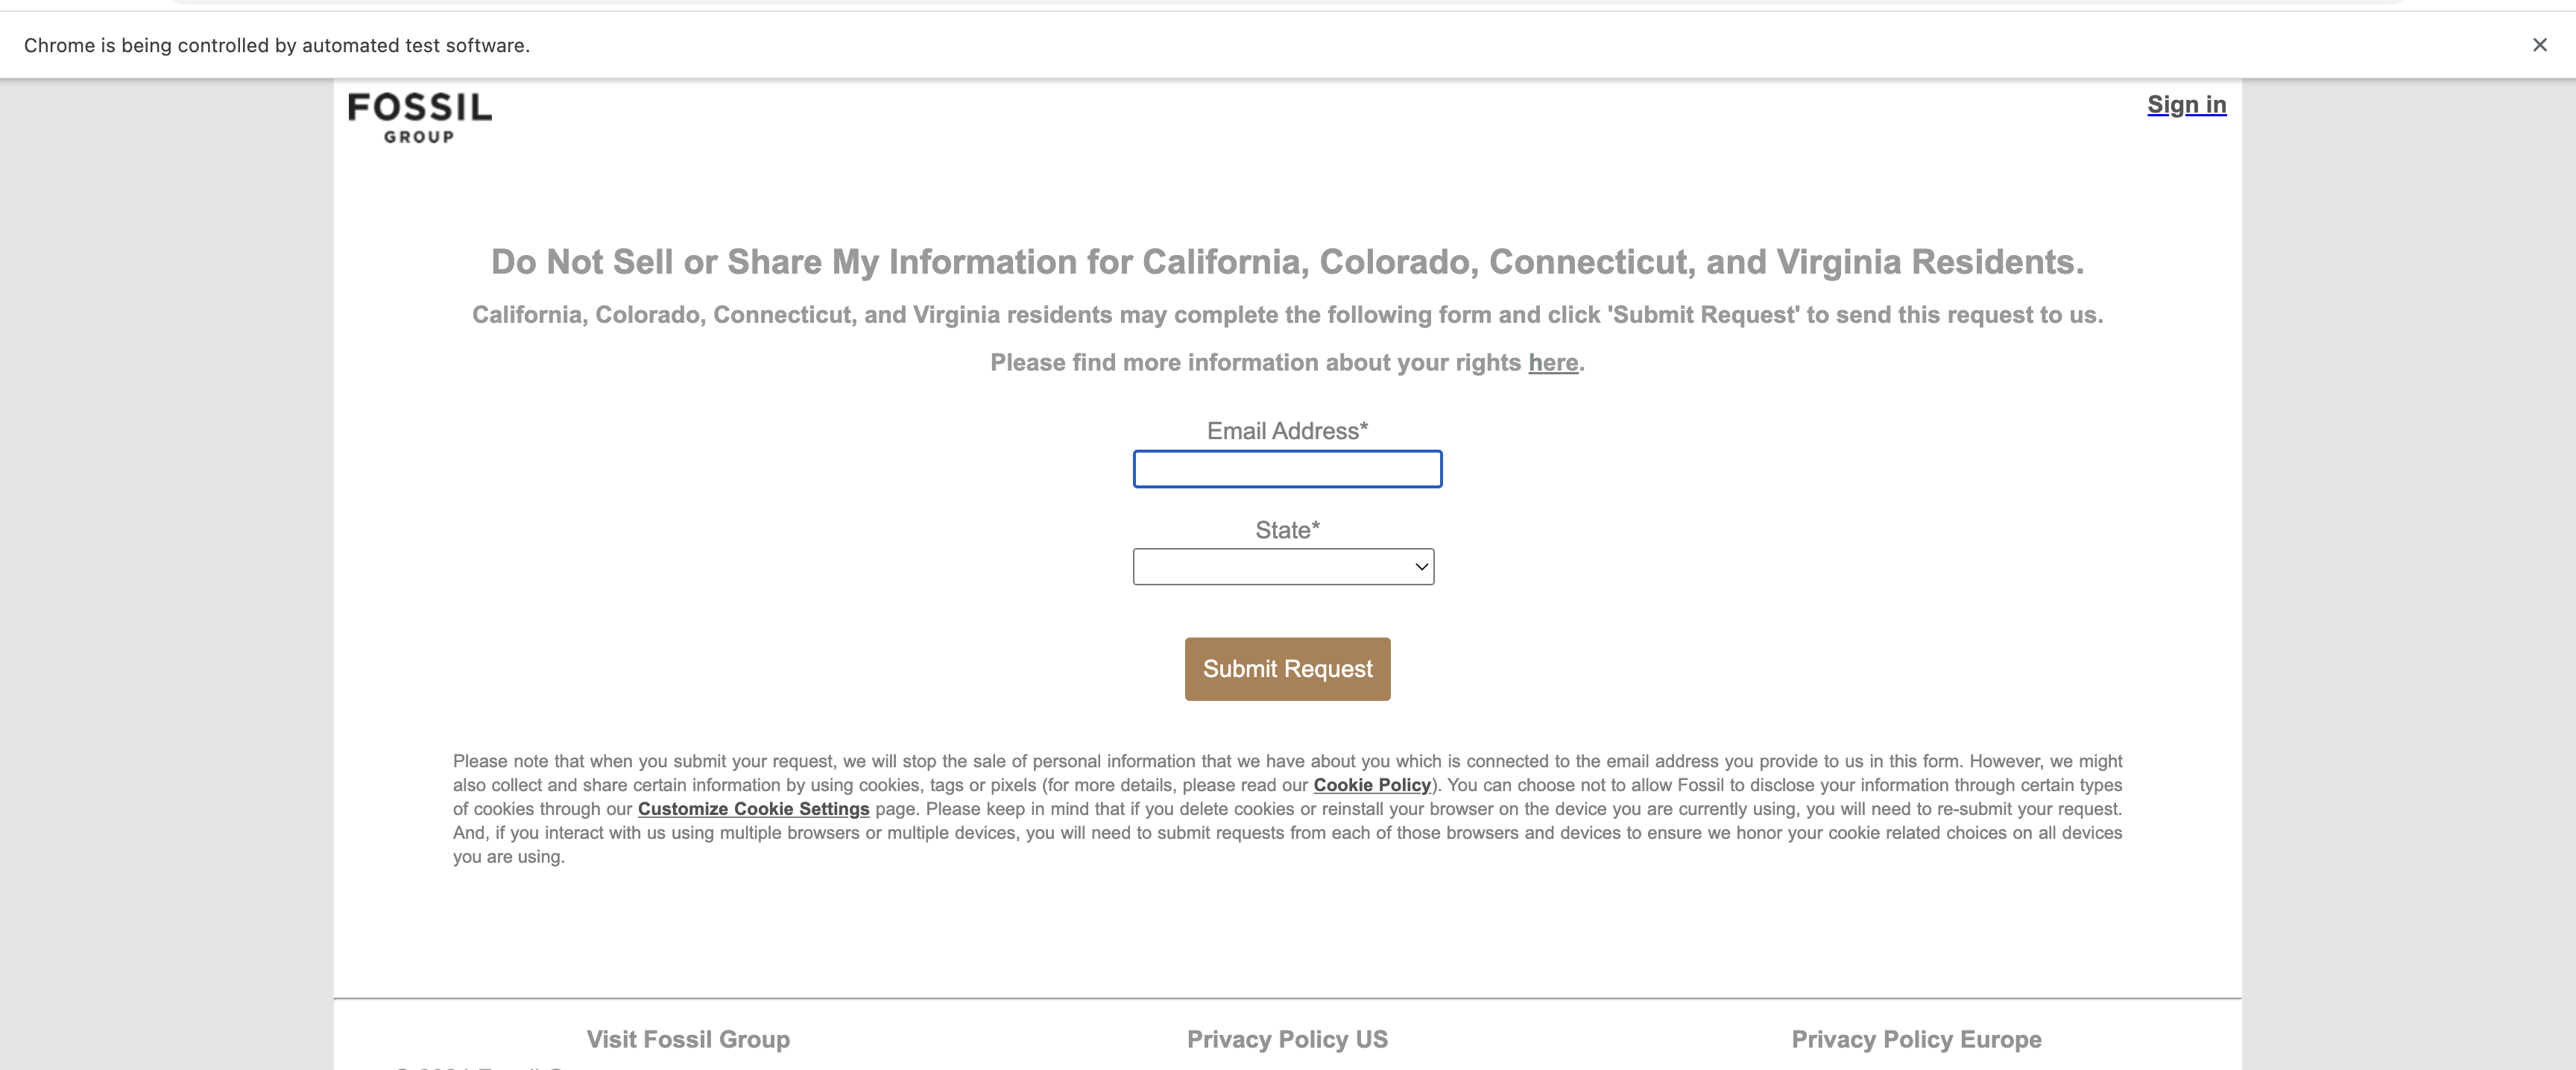 Chrome is being controlled by automated test software.
FOSSIL
GROUP
Sign in
Do Not Sell or Share My Information for California, Colorado, Connecticut, and Virginia Residents.
California, Colorado, Connecticut, and Virginia residents may complete the following form and click 'Submit Request' to send this request to us.
Please find more information about your rights here.
Email Address*
State*
Submit Request
Please note that when you submit your request, we will stop the sale of personal information that we have about you which is connected to the email address you provide to us in this form. However, we might
also collect and share certain information by using cookies, tags or pixels (for more details, please read our Cookie Policy). You can choose not to allow Fossil to disclose your information through certain types
of cookies through our Customize Cookie Settings page. Please keep in mind that if you delete cookies or reinstall your browser on the device you are currently using, you will need to re-submit your request.
And, if you interact with us using multiple browsers or multiple devices, you will need to submit requests from each of those browsers and devices to ensure we honor your cookie related choices on all devices
you are using.
Visit Fossil Group
Privacy Policy US
Privacy Policy Europe